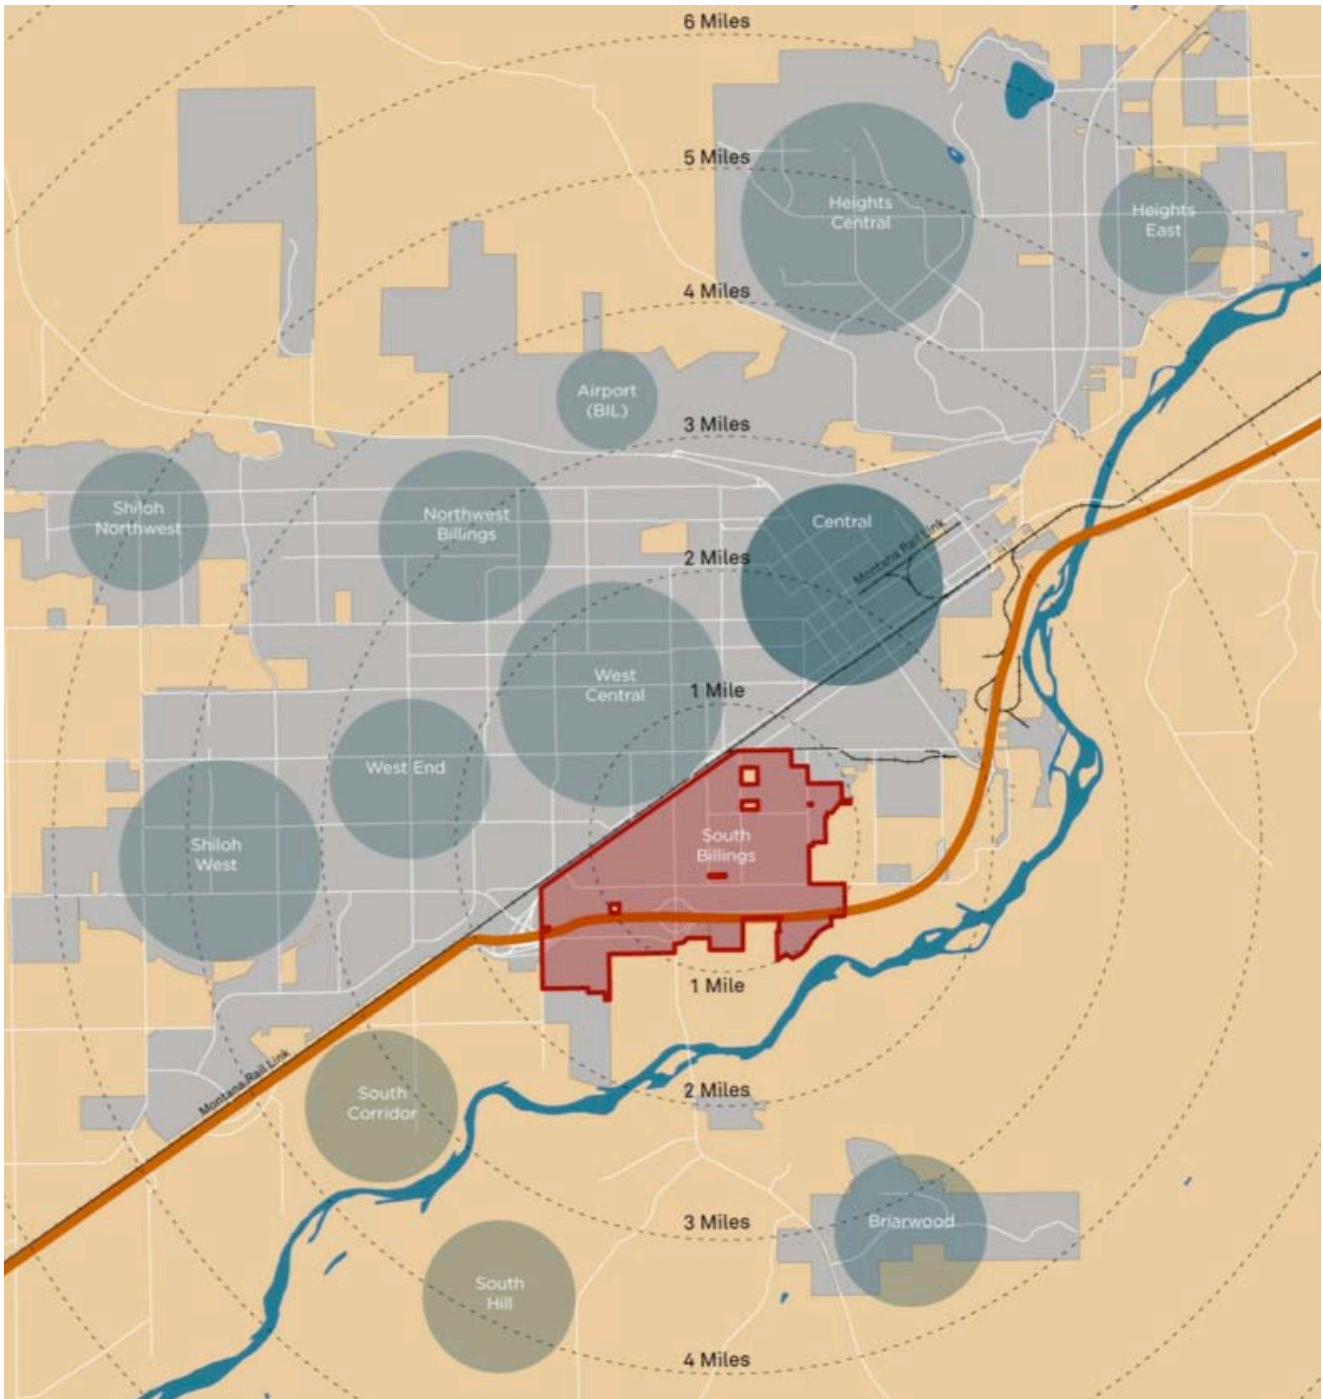 6 Miles
5 Miles
Heights
Central
Heights
East
4 Miles
Airport
(BIL)
3 Miles
Shiloh
Northwest
Northwest
Billings
Central
Montana Rail Link
2 Miles
West
Central
1 Mile
West End
South
Billings
Shiloh
West
1 Mile
Montana Rail Link
South
Corridor
2 Miles
3 Miles
Briarwood
South
Hill
4 Miles